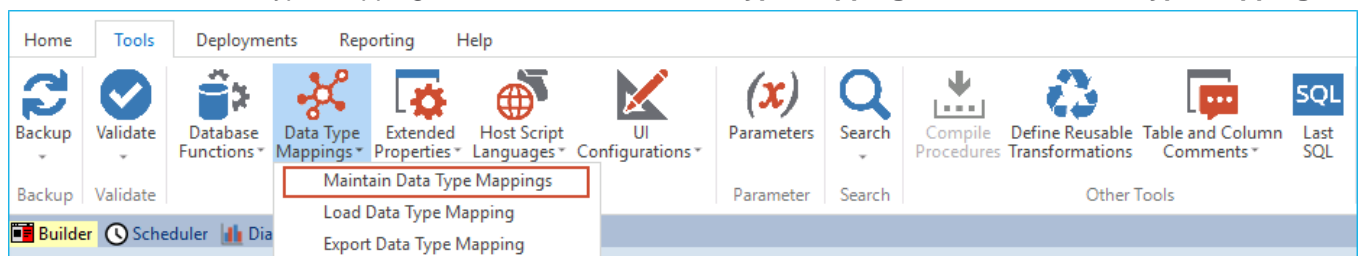 Home Tools Deployments Reporting Help
Backup Validate Database Functions Data Type Mappings Extended Properties Host Script Languages UI Configurations (x) Parameters Search Compile Procedures Define Reusable Transformations Table and Column Comments SQL Last SQL
Maintain Data Type Mappings
Backup Validate Parameter Search Other Tools
Load Data Type Mapping
Builder Scheduler Dia
Export Data Type Mapping